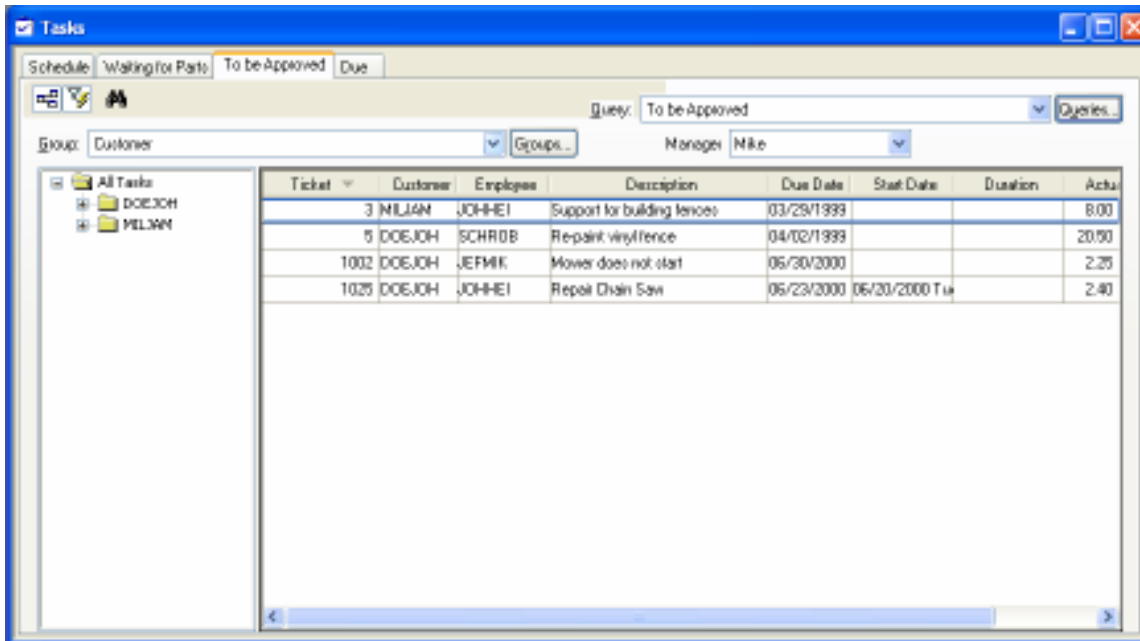 Tasks
Schedule Waiting for Parts To be Approved Due
Query: To be Approved Queries...
Group: Customer Groups... Manager Mike
All Tasks
DOEJOH
MILJAM
Ticket Customer Employee Description Due Date Start Date Duration Actu
3 MILJAM JOHHEI Support for building fences 03/29/1999 8.00
5 DOEJOH SCHROB Re-paint vinyl fence 04/02/1999 20.50
1002 DOEJOH JEFMIK Mower does not start 06/30/2000 2.25
1025 DOEJOH JOHHEI Repair Chain Saw 06/23/2000 06/20/2000 Tu 2.40